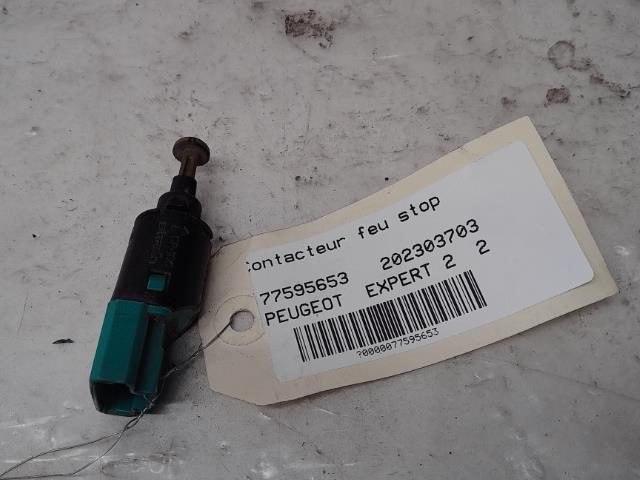 contacteur feu stop
77595653 202303703
PEUGEOT EXPERT 2 2
?0000077595653